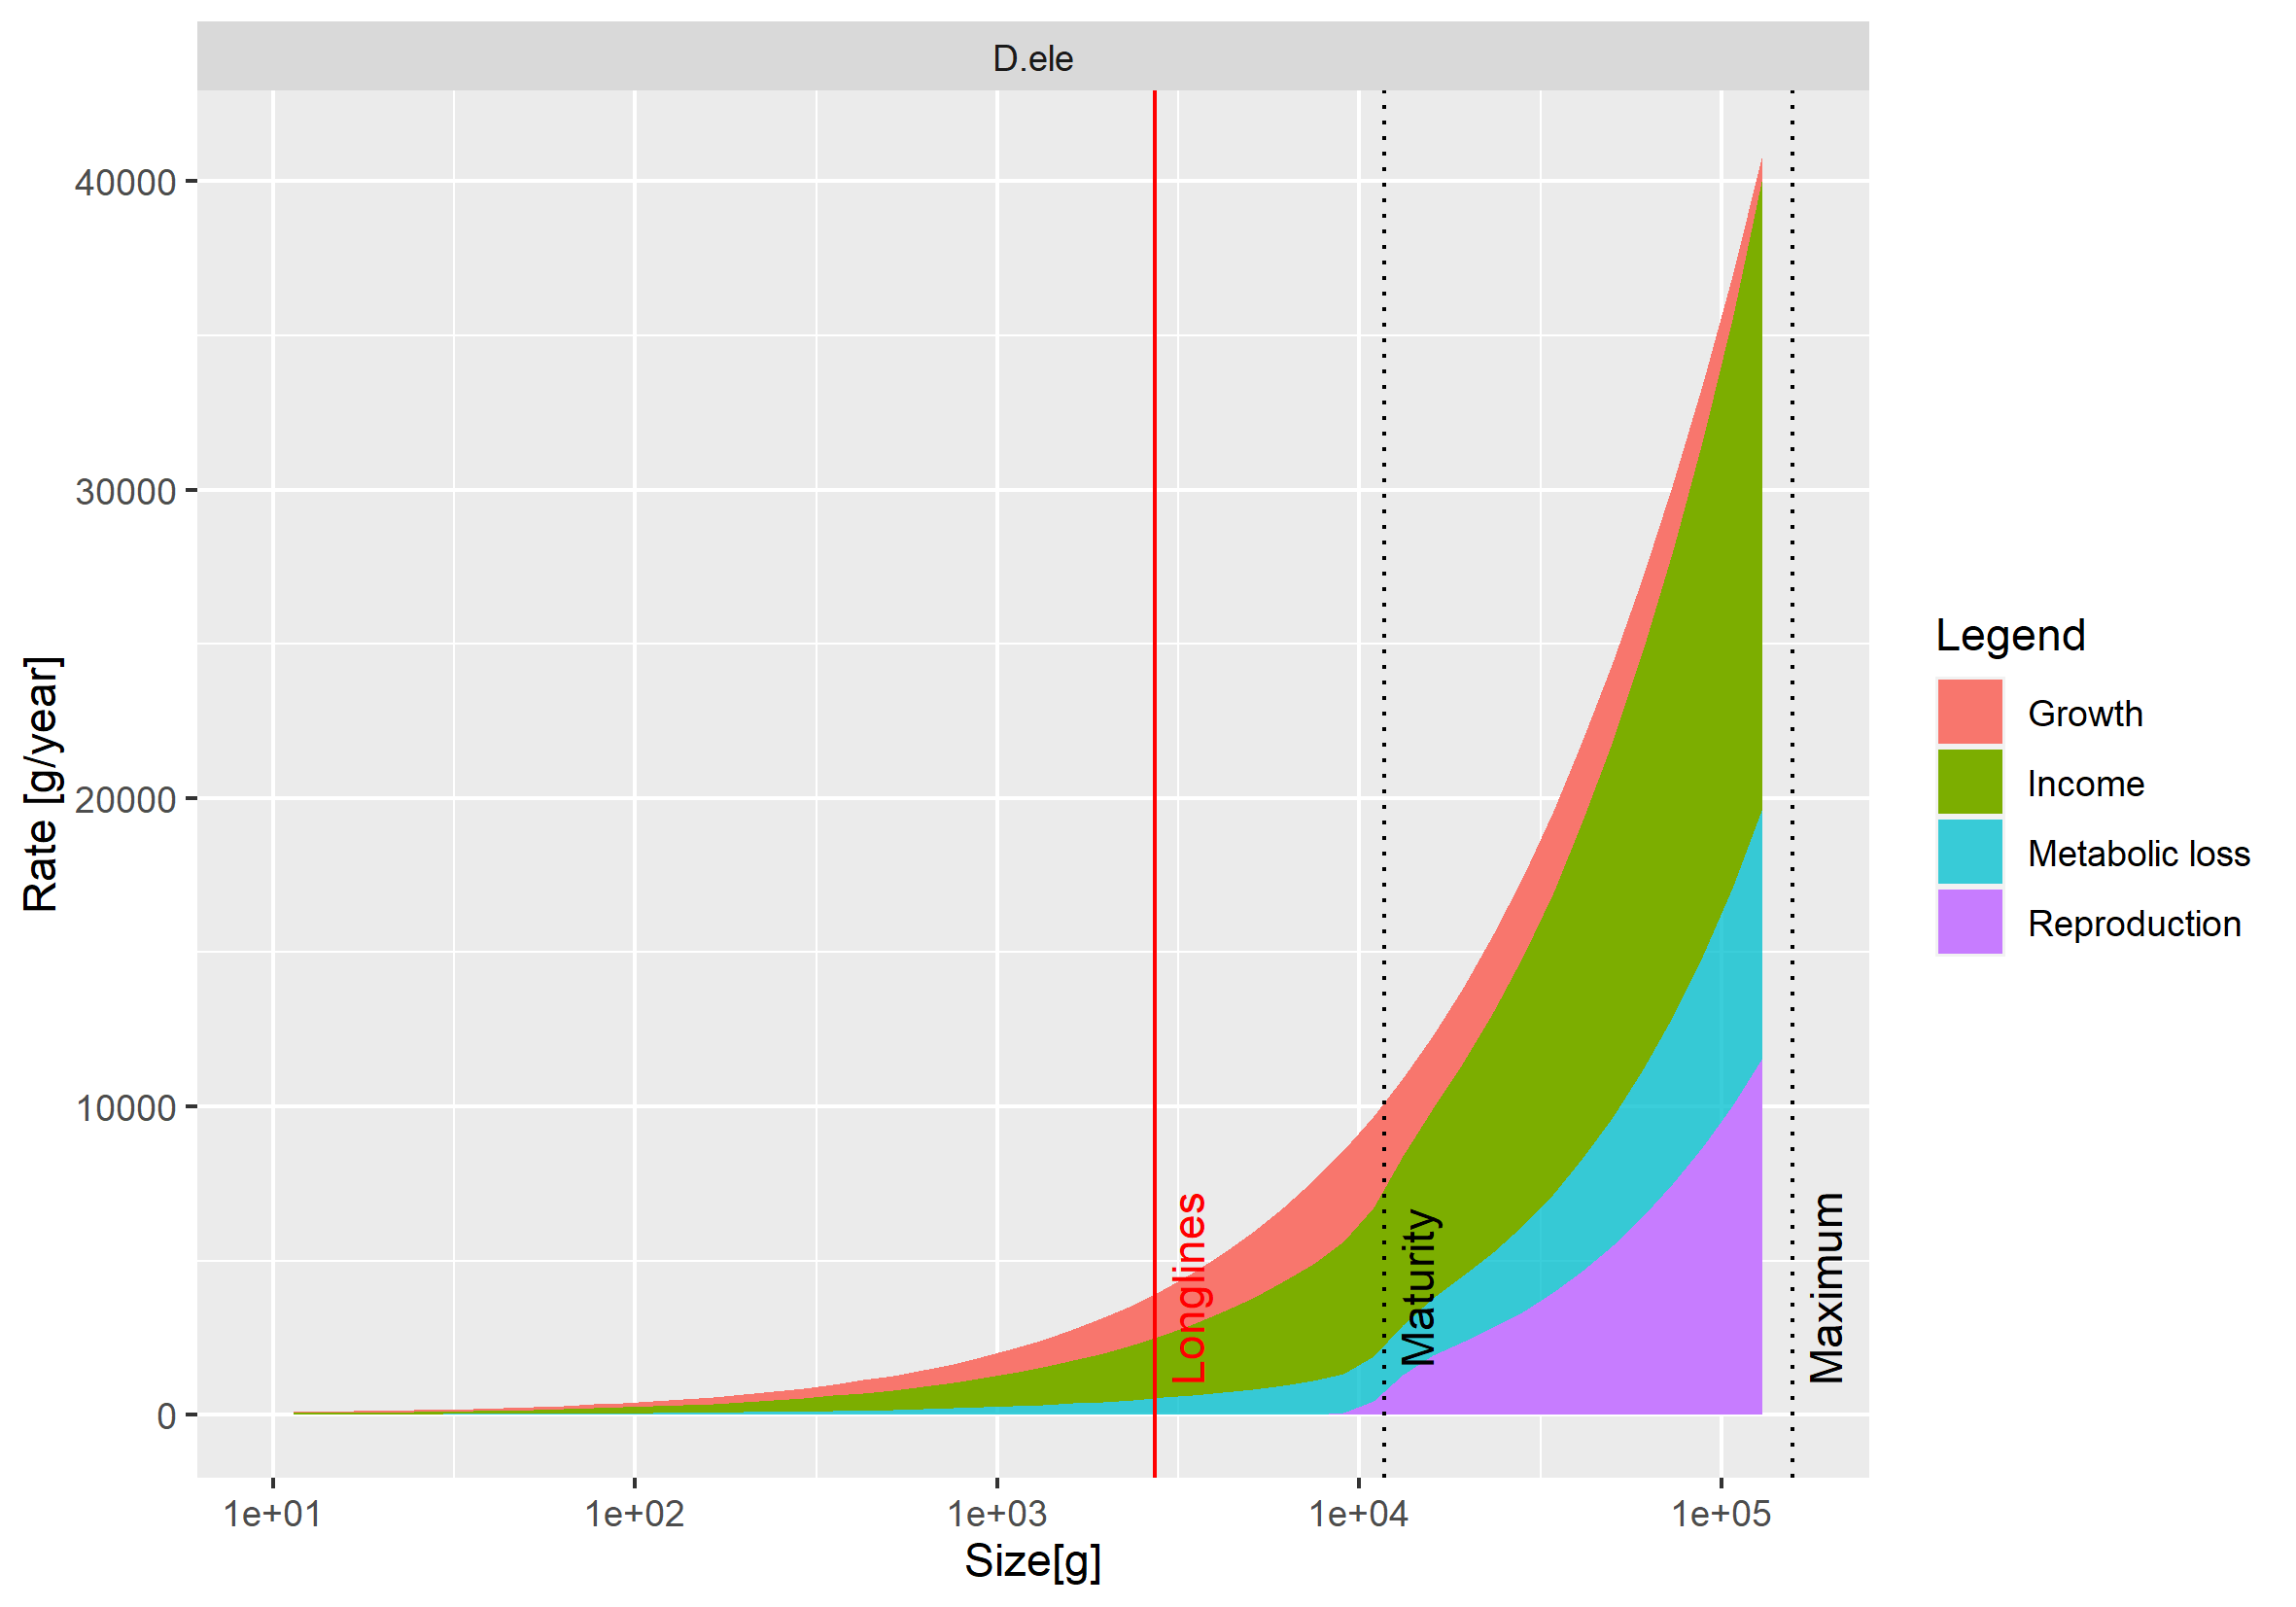 D.ele
40000
30000
20000
10000
0
Rate [g/year]
1e+01
1e+02
1e+03
1e+04
1e+05
Size[g]
Longlines
Maturity
Maximum
Legend
Growth
Income
Metabolic loss
Reproduction